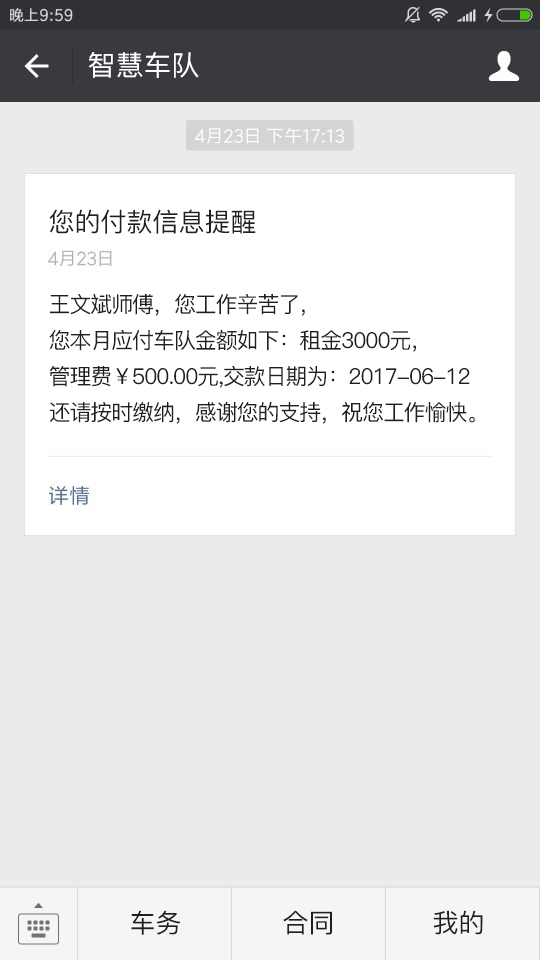 晚上9:59
智慧车队
4月23日 下午17:13
您的付款信息提醒
4月23日
王文斌师傅，您工作辛苦了，
您本月应付车队金额如下：租金3000元，
管理费￥500.00元,交款日期为：2017-06-12
还请按时缴纳，感谢您的支持，祝您工作愉快。
详情
车务
合同
我的